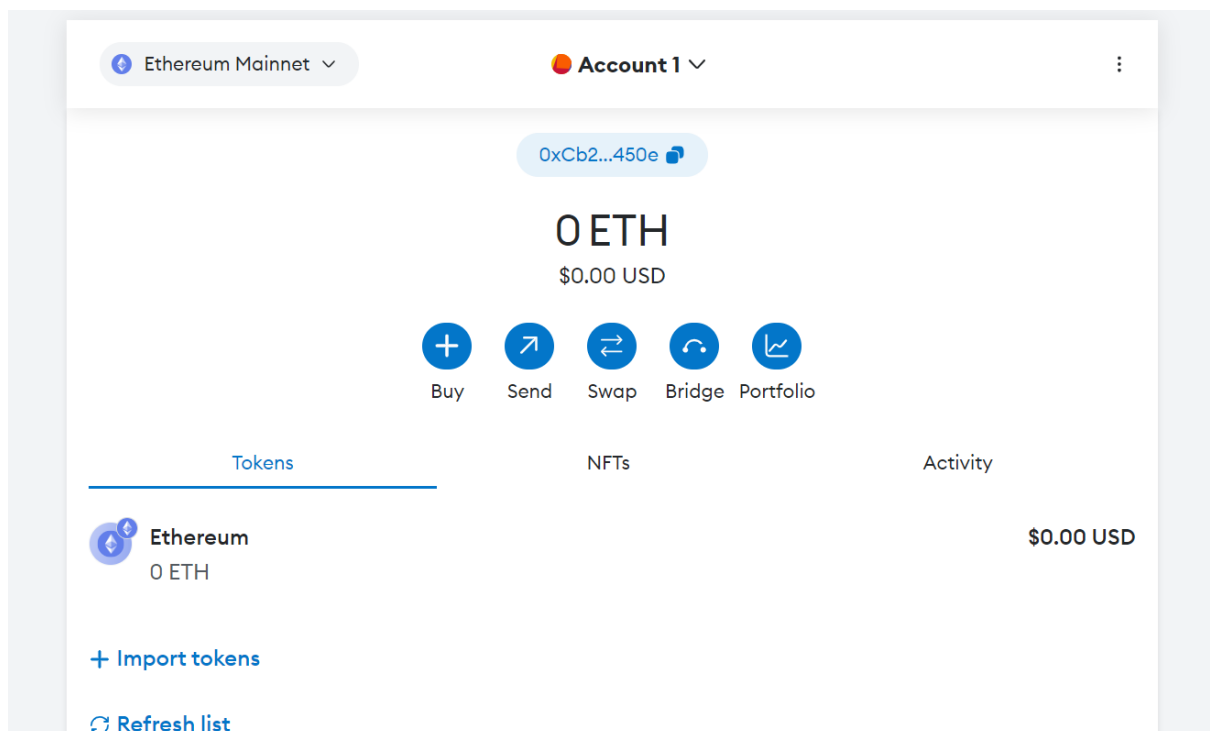 Ethereum Mainnet
Account 1
0xCb2...450e
0 ETH
$0.00 USD
Buy Send Swap Bridge Portfolio
Tokens NFTs Activity
Ethereum $0.00 USD
0 ETH
+ Import tokens
Refresh list